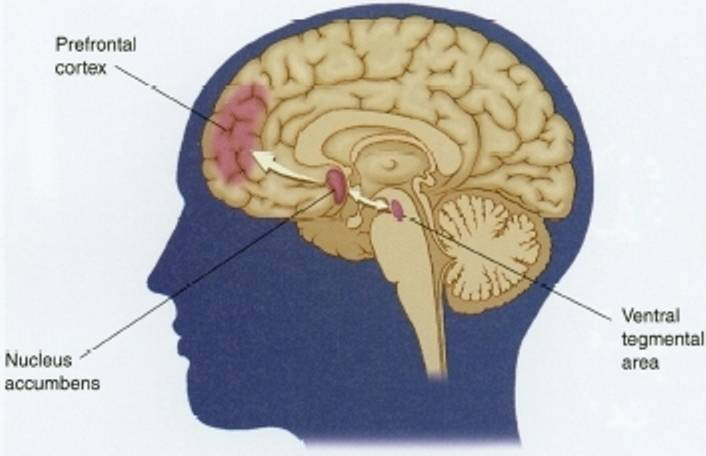 Prefrontal
cortex
Nucleus
accumbens
Ventral
tegmental
area